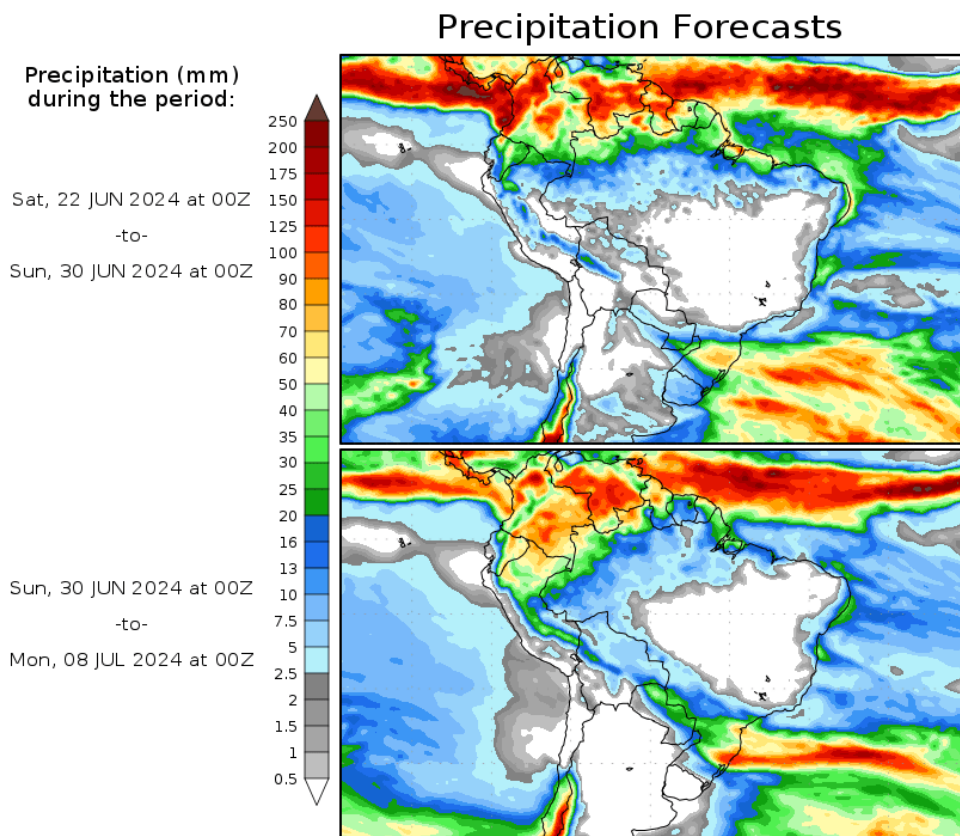 Precipitation Forecasts
Precipitation (mm)
during the period:
Sat, 22 JUN 2024 at 00Z
-to-
Sun, 30 JUN 2024 at 00Z
Sun, 30 JUN 2024 at 00Z
-to-
Mon, 08 JUL 2024 at 00Z
250
200
175
150
125
100
90
80
70
60
50
40
35
30
25
20
16
13
10
7.5
5
2.5
2
1.5
1
0.5